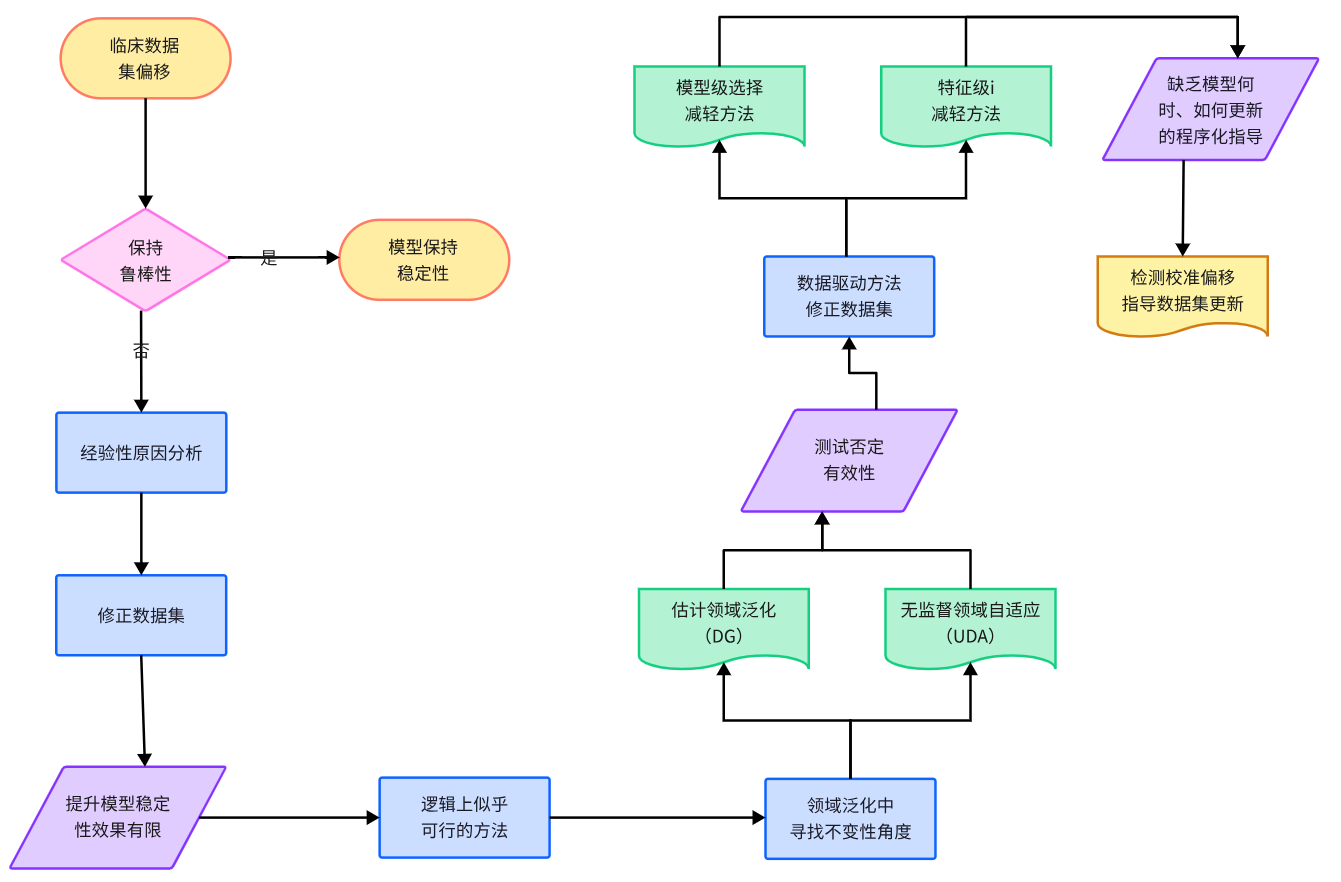 临床数据
集偏移
保持
鲁棒性
是
模型保持
稳定性
否
经验性原因分析
修正数据集
提升模型稳定
性效果有限
逻辑上似乎
可行的方法
领域泛化中
寻找不变性角度
估计领域泛化
（DG）
无监督领域自适应
（UDA）
测试否定
有效性
数据驱动方法
修正数据集
模型级选择
减轻方法
特征级i
减轻方法
缺乏模型何
时、如何更新
的程序化指导
检测校准偏移
指导数据集更新